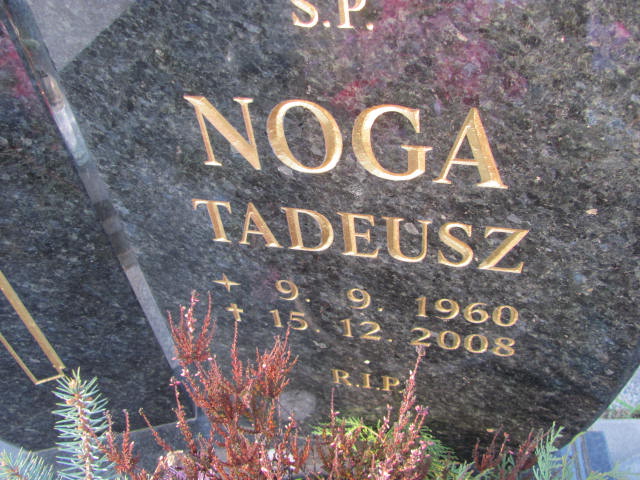 S.P.
NOGA
TADEUSZ
9. 9. 1960
15. 12. 2008
R.I.P.